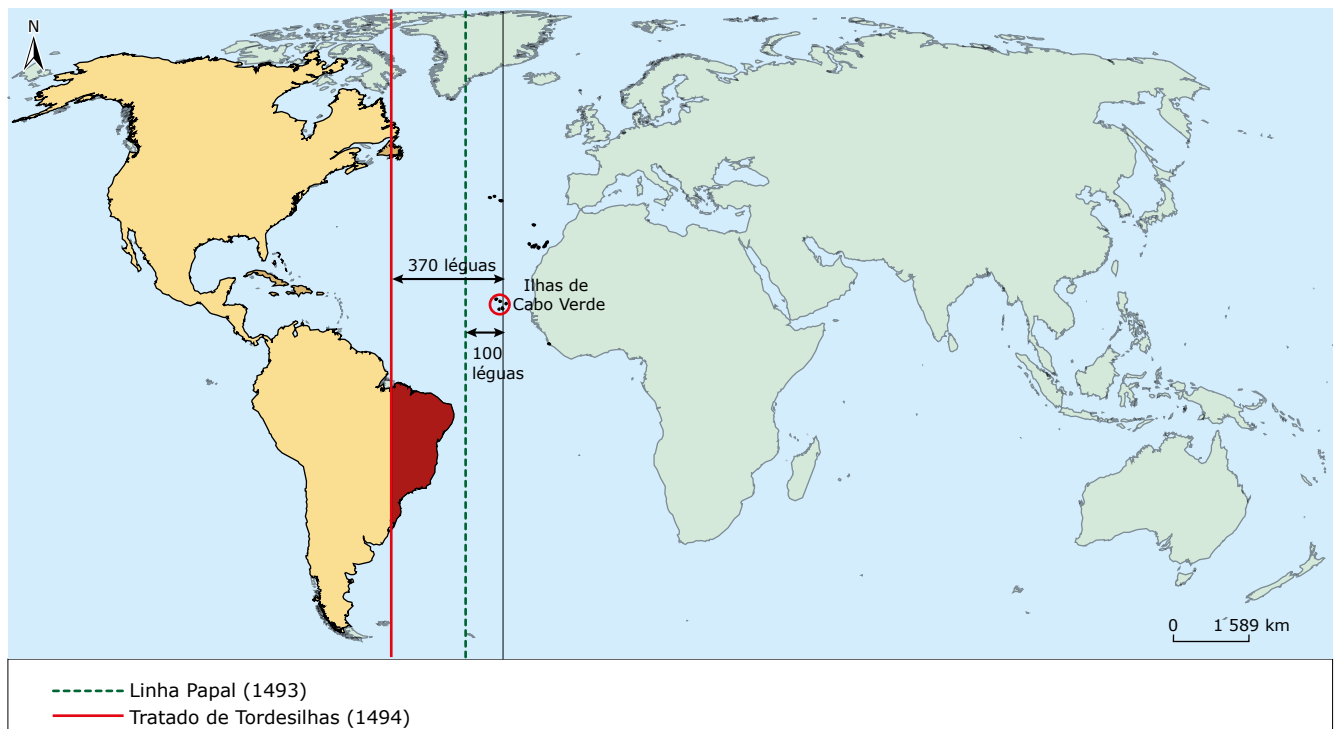 N
370 léguas
Ilhas de
Cabo Verde
100
léguas
0 1´589 km
Linha Papal (1493)
Tratado de Tordesilhas (1494)